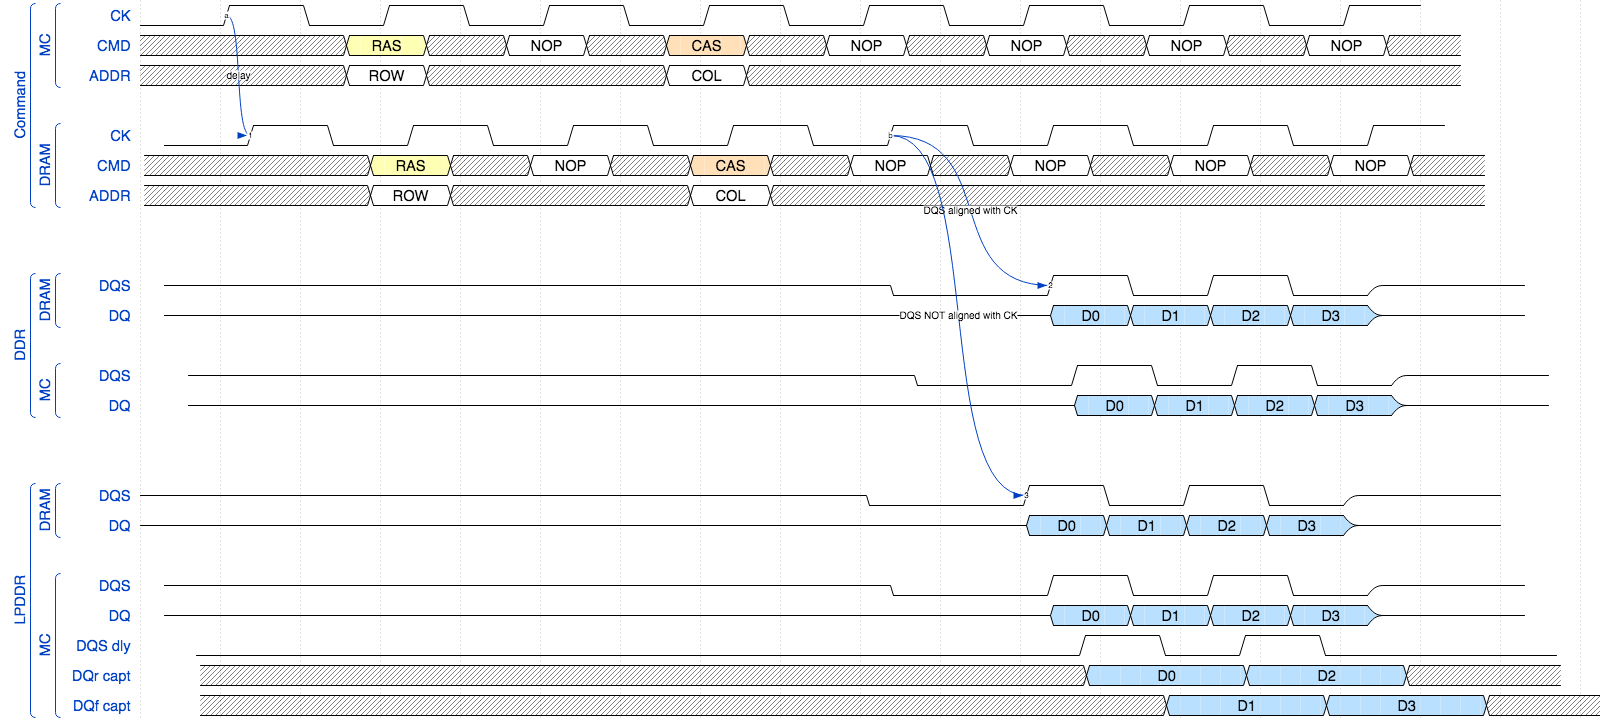 Command
MC
CK a
CMD RAS NOP CAS NOP NOP NOP NOP
ADDR delay ROW COL
DRAM
CK 1 b
CMD RAS NOP CAS NOP NOP NOP NOP
ADDR ROW COL
DQS aligned with CK
DDR
DRAM
DQS 2
DQ DQS NOT aligned with CK D0 D1 D2 D3
MC
DQS
DQ D0 D1 D2 D3
LPDDR
DRAM
DQS 3
DQ D0 D1 D2 D3
MC
DQS
DQ D0 D1 D2 D3
DQS dly
DQr capt D0 D2
DQf capt D1 D3